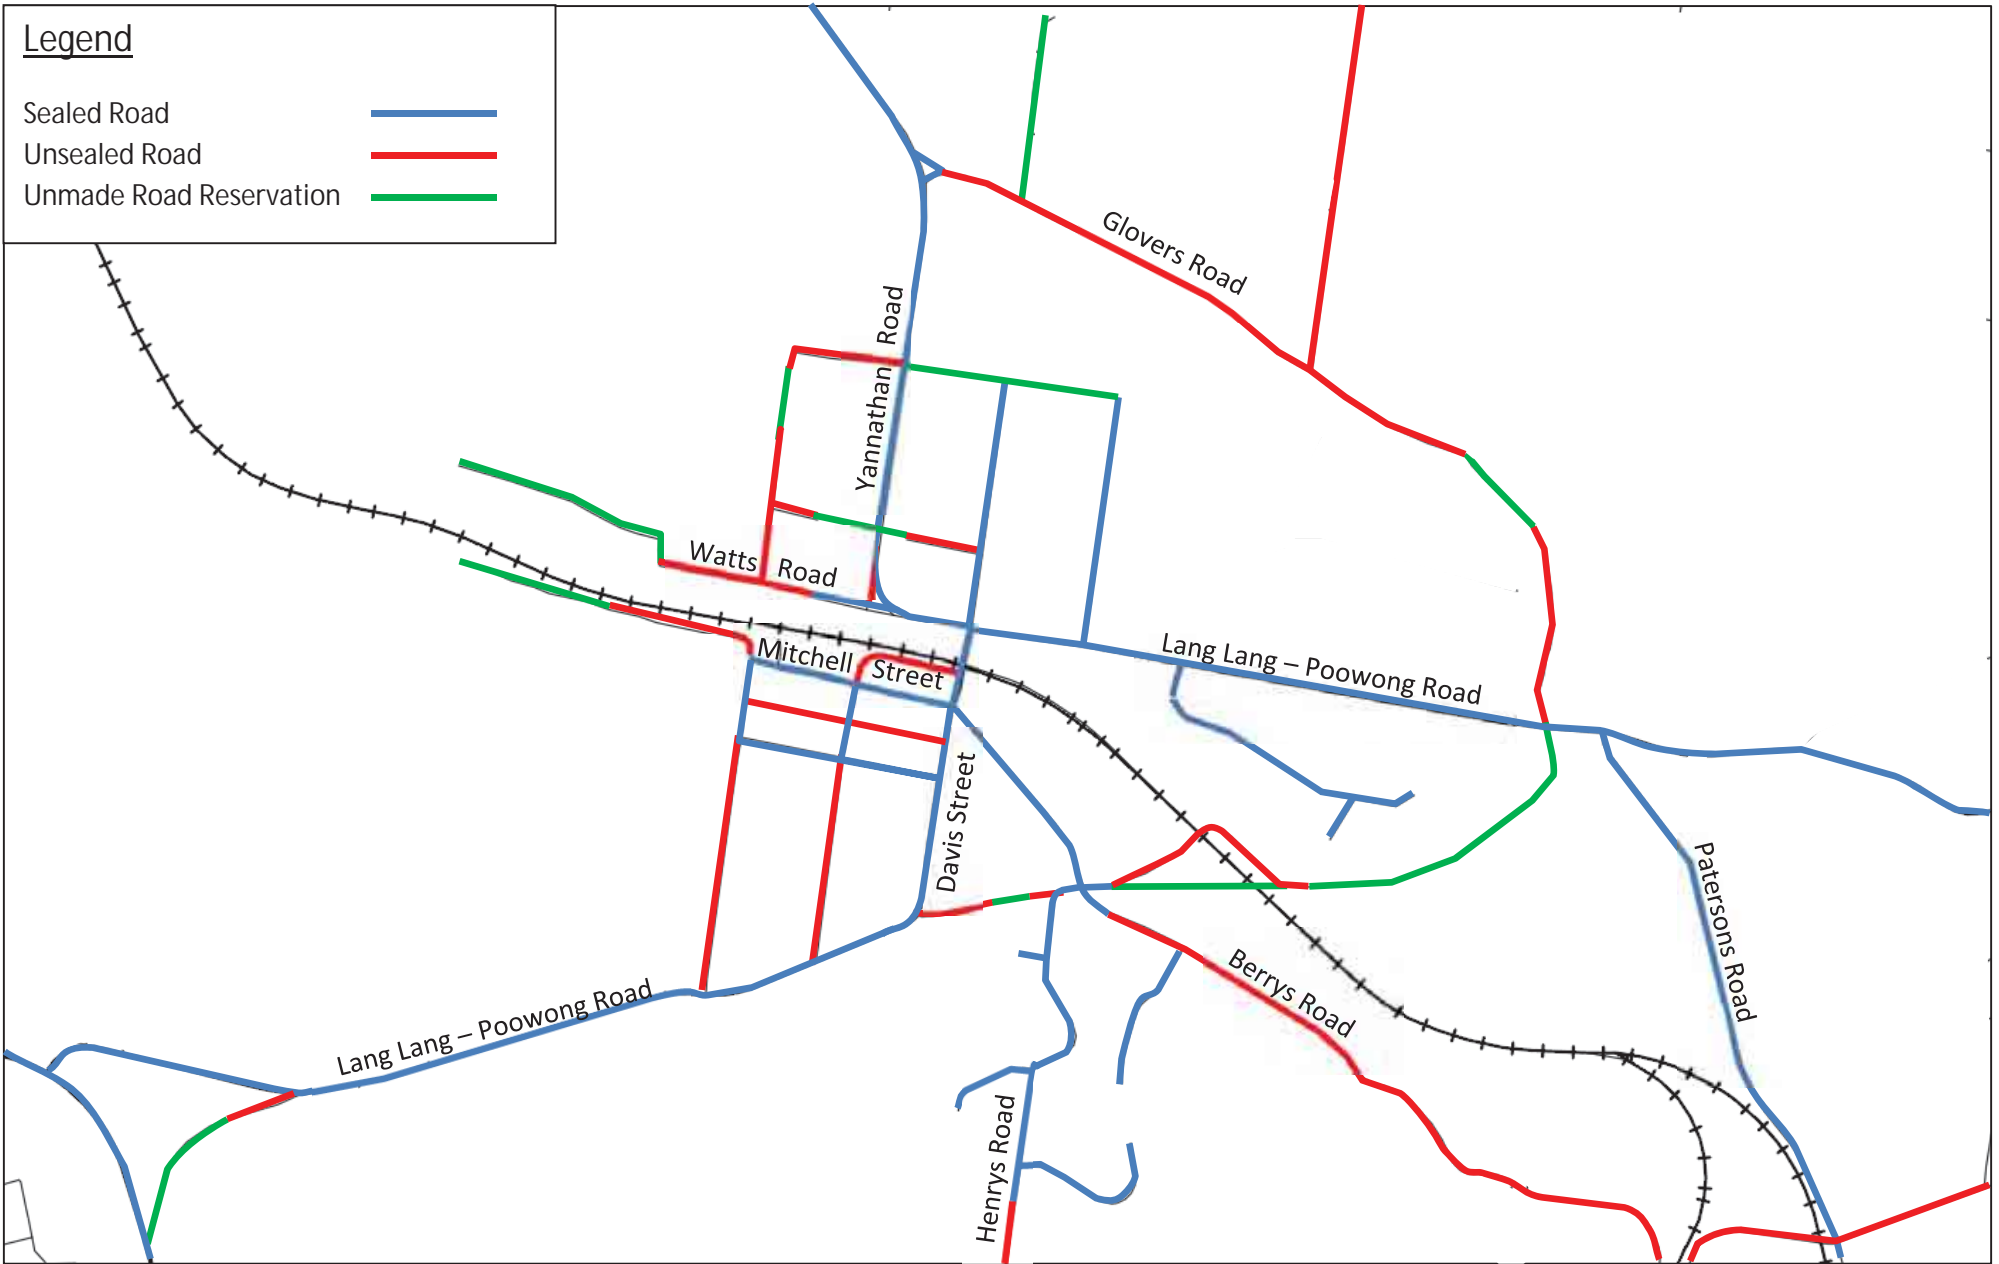 Legend
Sealed Road
Unsealed Road
Unmade Road Reservation
Glovers Road
Yannathan Road
Watts Road
Mitchell Street
Lang Lang – Poowong Road
Davis Street
Patersons Road
Berrys Road
Lang Lang – Poowong Road
Henrys Road